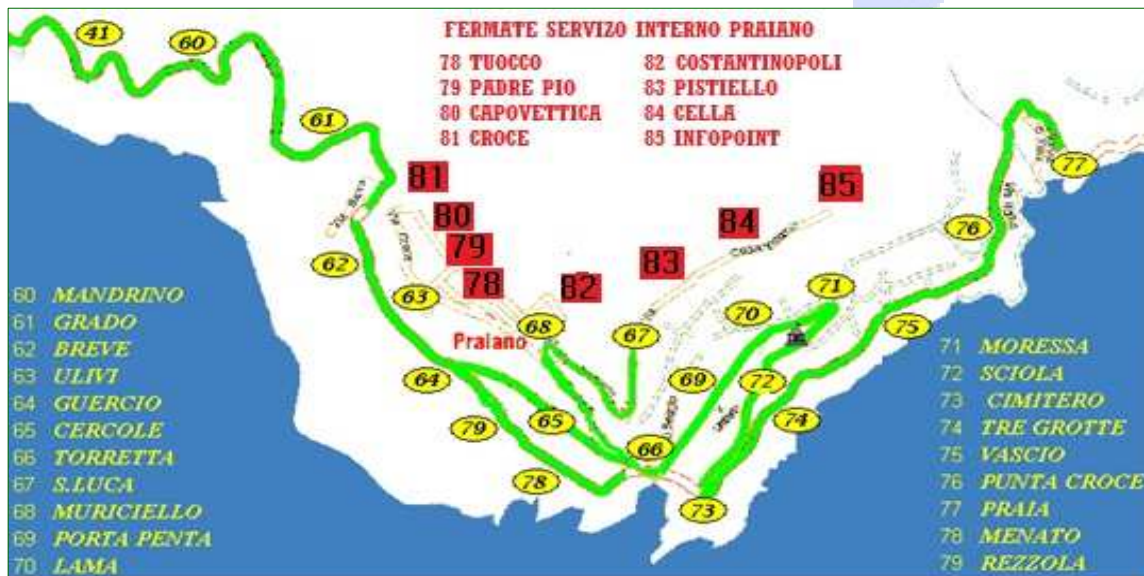 FERMATE SERVIZO INTERNO PRAIANO
78 TUOCCO
79 PADRE PIO
80 CAPOVETTICA
81 CROCE
82 COSTANTINOPOLI
83 PISTIELLO
84 CELLA
85 INFOPOINT
41
60
61
81
80
79
78
82
83
84
85
77
76
62
63
68
67
70
71
Praiano
64
69
72
75
79
65
66
74
78
73
60 MANDRINO
61 GRADO
62 BREVE
63 ULIVI
64 GUERCIO
65 CERCOLE
66 TORRETTA
67 S.LUCA
68 MURICIELLO
69 PORTA PENTA
70 LAMA
71 MORESSA
72 SCIOLA
73 CIMITERO
74 TRE GROTTE
75 VASCIO
76 PUNTA CROCE
77 PRAIA
78 MENATO
79 REZZOLA